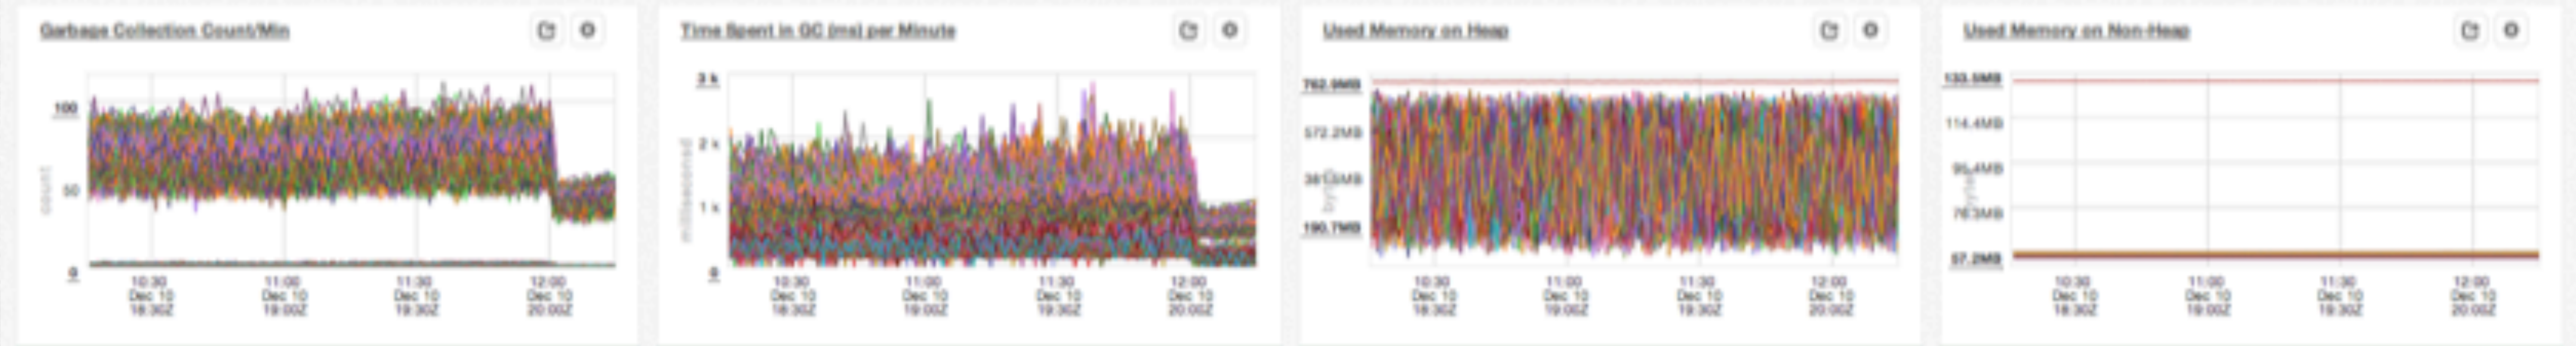 Garbage Collection Count/Min
100
50
0
count
10:30
Dec 10
18:30Z
11:00
Dec 10
19:00Z
11:30
Dec 10
19:30Z
12:00
Dec 10
20:00Z
Time Spent in GC (ms) per Minute
3 k
2 k
1 k
0
millisecond
10:30
Dec 10
18:30Z
11:00
Dec 10
19:00Z
11:30
Dec 10
19:30Z
12:00
Dec 10
20:00Z
Used Memory on Heap
762.9MB
572.2MB
190.7MB
10:30
Dec 10
18:30Z
11:00
Dec 10
19:00Z
11:30
Dec 10
19:30Z
12:00
Dec 10
20:00Z
Used Memory on Non-Heap
133.5MB
114.4MB
95.4MB
76.3MB
57.2MB
10:30
Dec 10
18:30Z
11:00
Dec 10
19:00Z
11:30
Dec 10
19:30Z
12:00
Dec 10
20:00Z